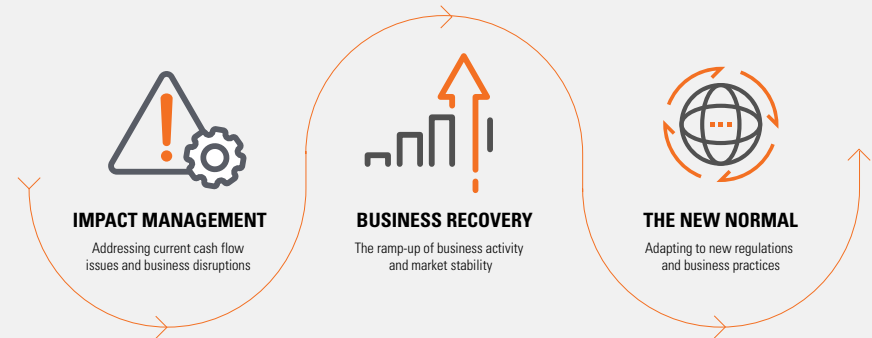 IMPACT MANAGEMENT
Addressing current cash flow
issues and business disruptions
BUSINESS RECOVERY
The ramp-up of business activity
and market stability
THE NEW NORMAL
Adapting to new regulations
and business practices